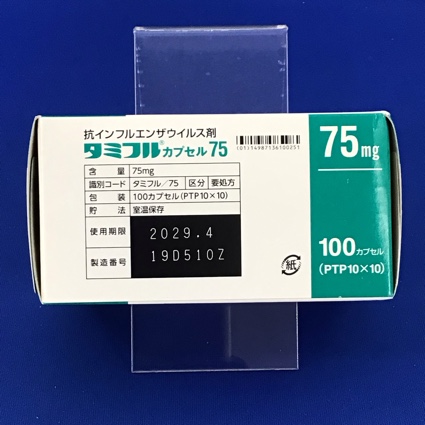 抗インフルエンザウイルス剤
タミフル®カプセル75
(01)14987136100251
含量 75mg
識別コード タミフル/75 区分 要処方
包装 100カプセル(PTP10×10)
貯法 室温保存
使用期限 2029.4
製造番号 19D510Z
紙
75mg
100カプセル
(PTP10×10)